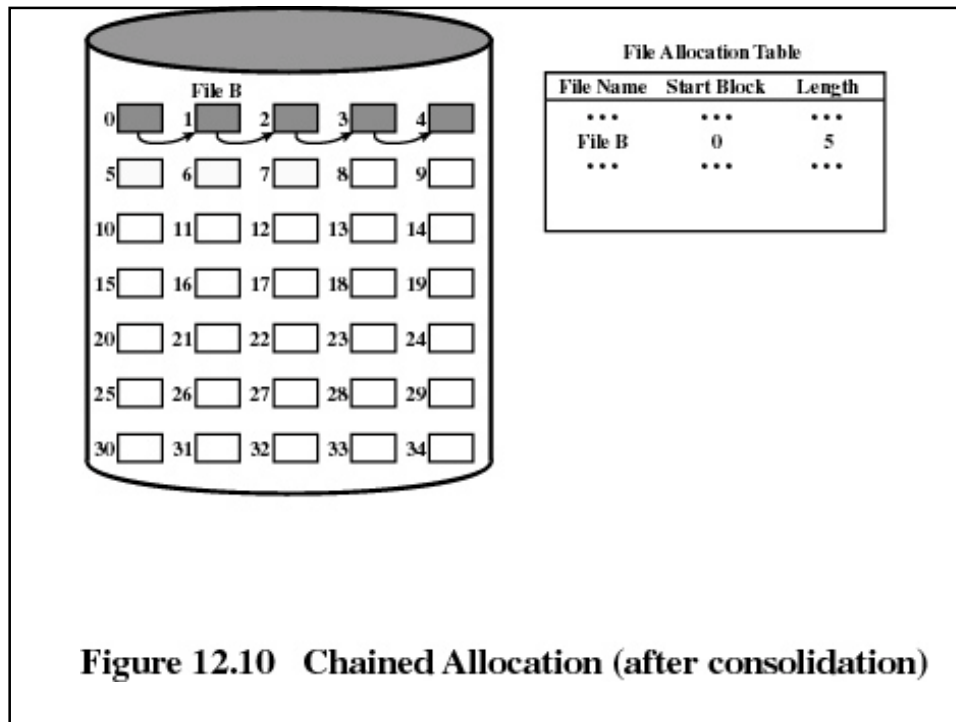 File B
0 1 2 3 4
5 6 7 8 9
10 11 12 13 14
15 16 17 18 19
20 21 22 23 24
25 26 27 28 29
30 31 32 33 34
File Allocation Table
File Name Start Block Length
••• ••• •••
File B 0 5
••• ••• •••
Figure 12.10 Chained Allocation (after consolidation)